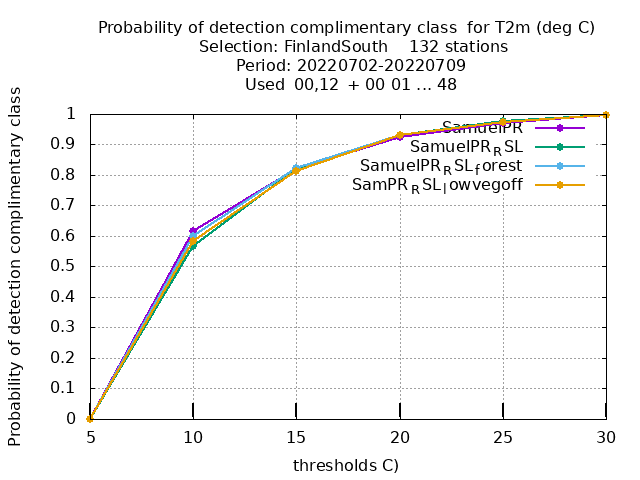 Probability of detection complimentary class for T2m (deg C)
Selection: FinlandSouth 132 stations
Period: 20220702-20220709
Used 00,12 + 00 01 ... 48
Probability of detection complimentary class
1
0.9
0.8
0.7
0.6
0.5
0.4
0.3
0.2
0.1
0
SamuelPR
SamuelPR_RSL
SamuelPR_RSL_forest
SamPR_RSL_lowvegoff
5 10 15 20 25 30
thresholds C)